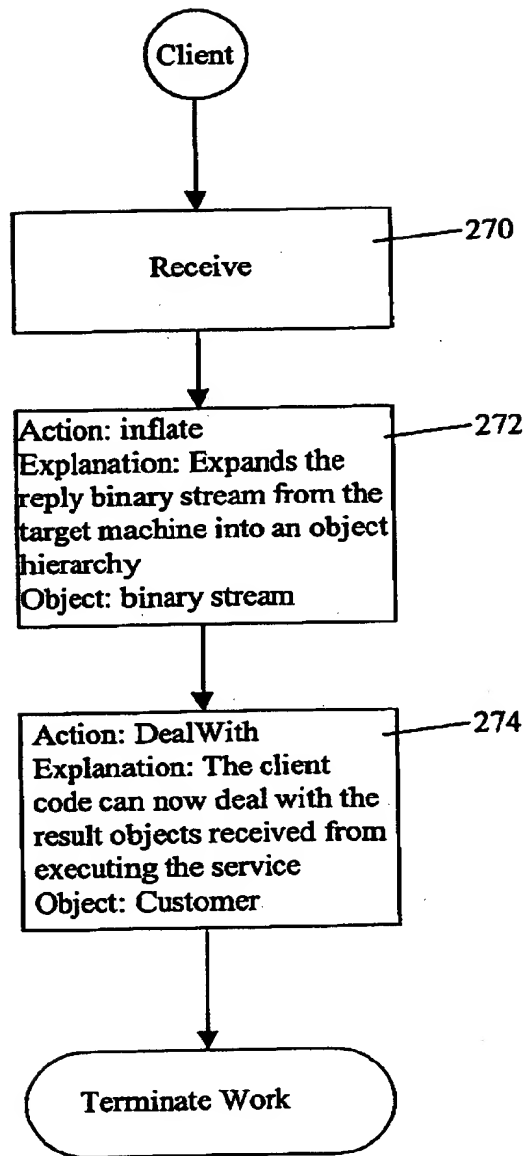 Client
270
Receive
272
Action: inflate
Explanation: Expands the
reply binary stream from the
target machine into an object
hierarchy
Object: binary stream
274
Action: DealWith
Explanation: The client
code can now deal with the
result objects received from
executing the service
Object: Customer
Terminate Work